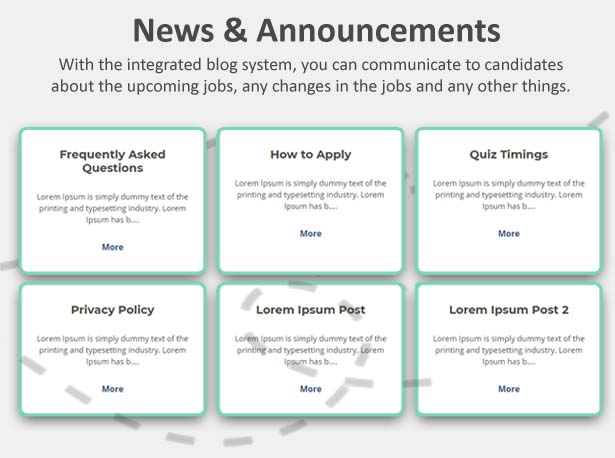 News & Announcements
With the integrated blog system, you can communicate to candidates
about the upcoming jobs, any changes in the jobs and any other things.
Frequently Asked
Questions
Lorem Ipsum is simply dummy text of the
printing and typesetting industry. Lorem
Ipsum has b....
More
How to Apply
Lorem Ipsum is simply dummy text of the
printing and typesetting industry. Lorem
Ipsum has b....
More
Quiz Timings
Lorem Ipsum is simply dummy text of the
printing and typesetting industry. Lorem
Ipsum has b....
More
Privacy Policy
Lorem Ipsum is simply dummy text of the
printing and typesetting industry. Lorem
Ipsum has b....
More
Lorem Ipsum Post
Lorem Ipsum is simply dummy text of the
printing and typesetting industry. Lorem
Ipsum has b....
More
Lorem Ipsum Post 2
Lorem Ipsum is simply dummy text of the
printing and typesetting industry. Lorem
Ipsum has b....
More